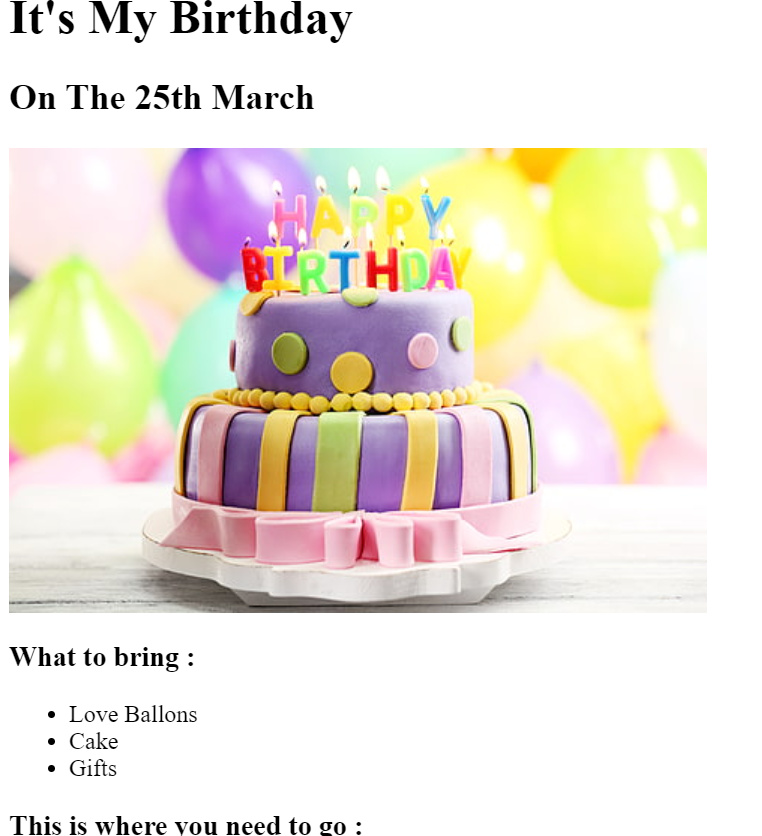 It's My Birthday
On The 25th March
HAPPY
BIRTHDAY
What to bring :
Love Ballons
Cake
Gifts
This is where you need to go :